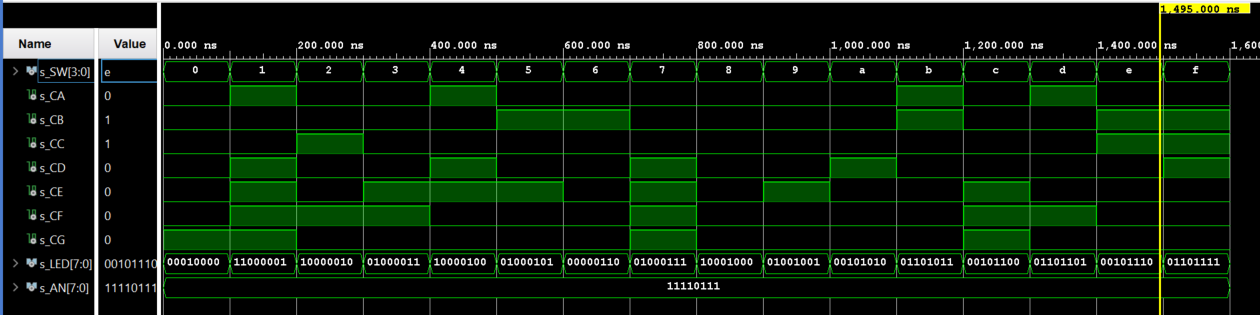 1,495.000 ns
Name Value 0.000 ns 200.000 ns 400.000 ns 600.000 ns 800.000 ns 1,000.000 ns 1,200.000 ns 1,400.000 ns
s_SW[3:0] e 0 1 2 3 4 5 6 7 8 9 a b c d e f
s_CA 0
s_CB 1
s_CC 1
s_CD 0
s_CE 0
s_CF 0
s_CG 0
s_LED[7:0] 00101110 00010000 11000001 10000010 01000011 10000100 01000101 00000110 01000111 10001000 01001001 00101010 01101011 00101100 01101101 00101110 01101111
s_AN[7:0] 11110111 11110111